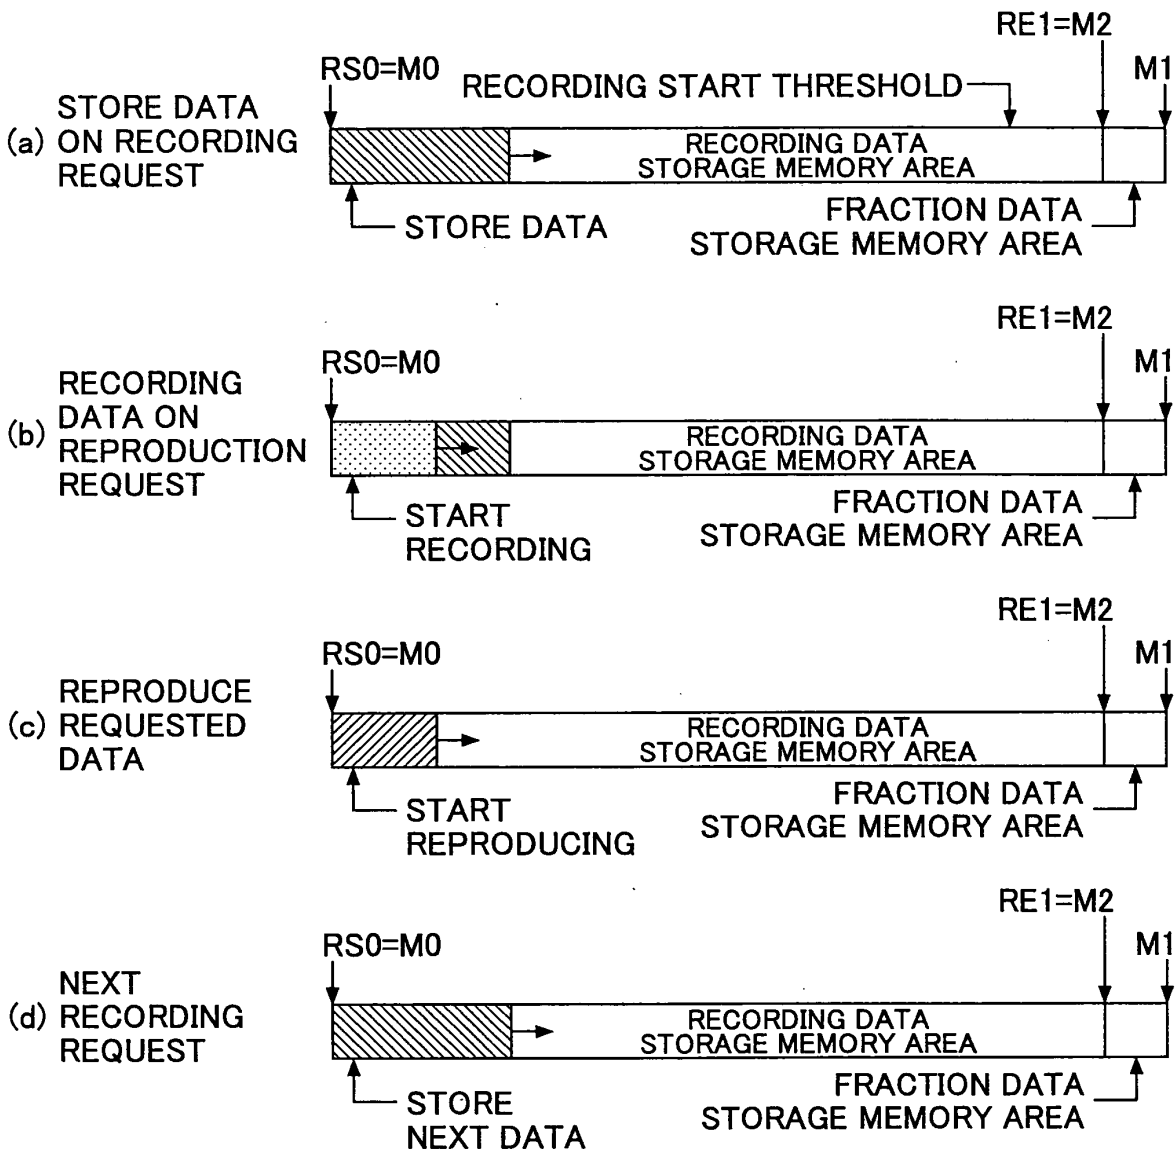 (a) STORE DATA
ON RECORDING
REQUEST
RS0=M0
RECORDING START THRESHOLD
RE1=M2
M1
RECORDING DATA
STORAGE MEMORY AREA
STORE DATA
FRACTION DATA
STORAGE MEMORY AREA
(b) RECORDING
DATA ON
REPRODUCTION
REQUEST
RS0=M0
RE1=M2
M1
RECORDING DATA
STORAGE MEMORY AREA
START
RECORDING
FRACTION DATA
STORAGE MEMORY AREA
(c) REPRODUCE
REQUESTED
DATA
RS0=M0
RE1=M2
M1
RECORDING DATA
STORAGE MEMORY AREA
START
REPRODUCING
FRACTION DATA
STORAGE MEMORY AREA
(d) NEXT
RECORDING
REQUEST
RS0=M0
RE1=M2
M1
RECORDING DATA
STORAGE MEMORY AREA
STORE
NEXT DATA
FRACTION DATA
STORAGE MEMORY AREA